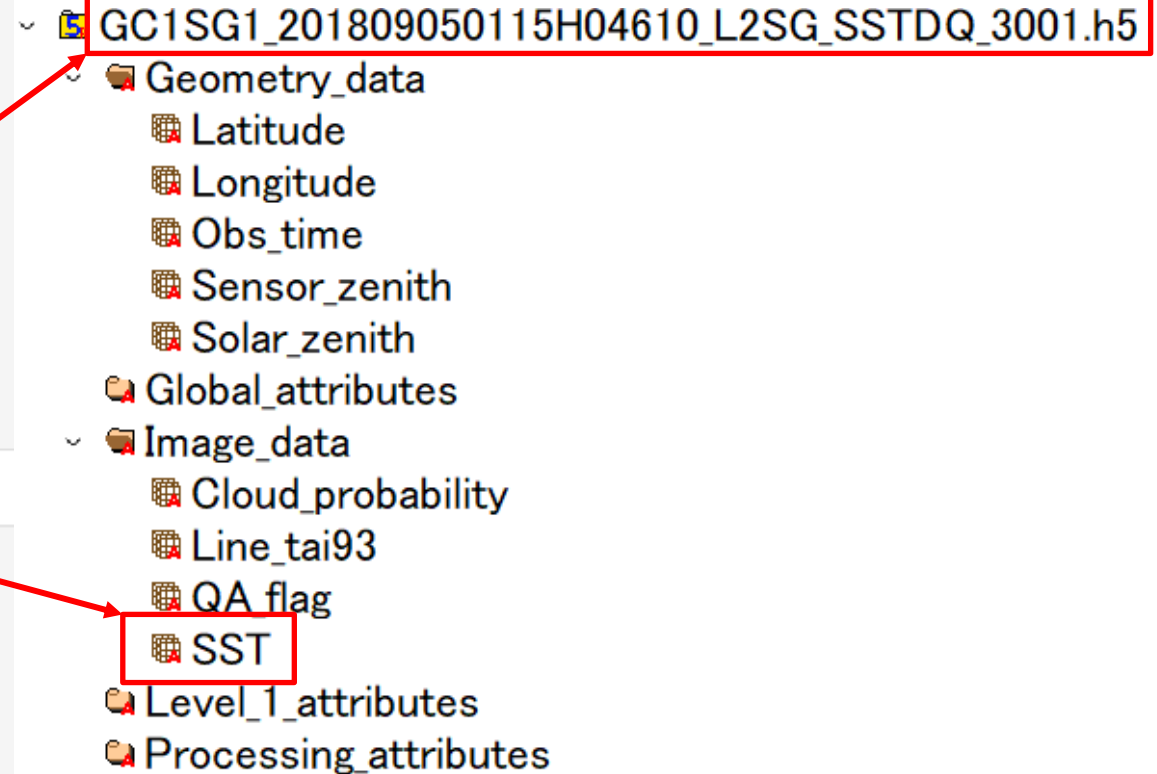 GC1SG1_201809050115H04610_L2SG_SSTDQ_3001.h5
Geometry_data
Latitude
Longitude
Obs_time
Sensor_zenith
Solar_zenith
Global_attributes
Image_data
Cloud_probability
Line_tai93
QA_flag
SST
Level_1_attributes
Processing_attributes